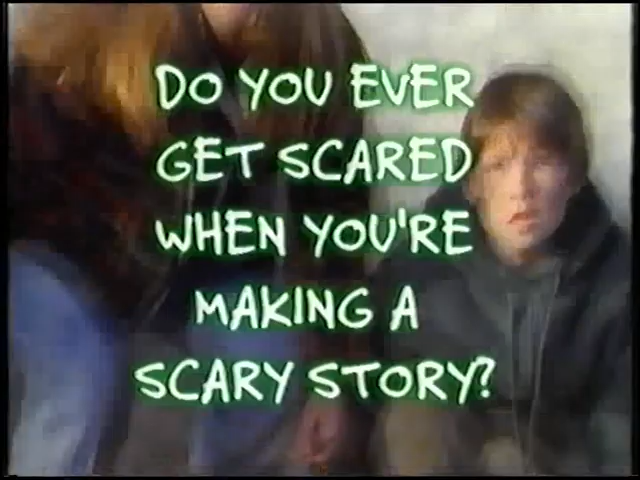 DO YOU EVER
GET SCARED
WHEN YOU'RE
MAKING A
SCARY STORY?